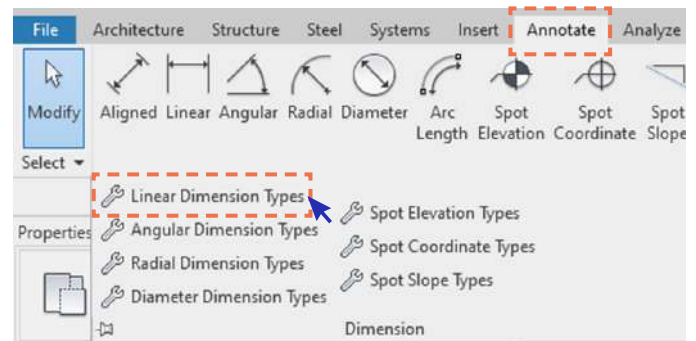 File Architecture Structure Steel Systems Insert Annotate Analyze
Modify Aligned Linear Angular Radial Diameter Arc Length Spot Elevation Spot Coordinate Spot Slope
Select
Properties
Linear Dimension Types
Angular Dimension Types
Radial Dimension Types
Diameter Dimension Types
Spot Elevation Types
Spot Coordinate Types
Spot Slope Types
Dimension